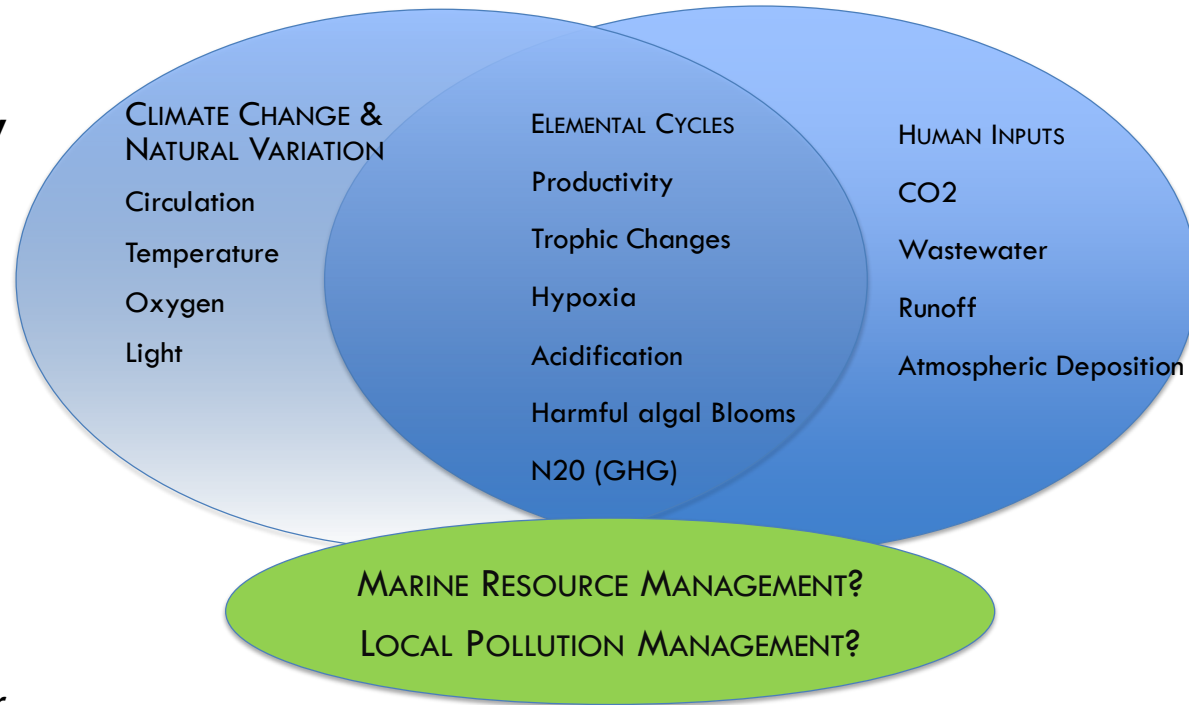 CLIMATE CHANGE &
NATURAL VARIATION
Circulation
Temperature
Oxygen
Light
ELEMENTAL CYCLES
Productivity
Trophic Changes
Hypoxia
Acidification
Harmful algal Blooms
N20 (GHG)
HUMAN INPUTS
CO2
Wastewater
Runoff
Atmospheric Deposition
MARINE RESOURCE MANAGEMENT?
LOCAL POLLUTION MANAGEMENT?